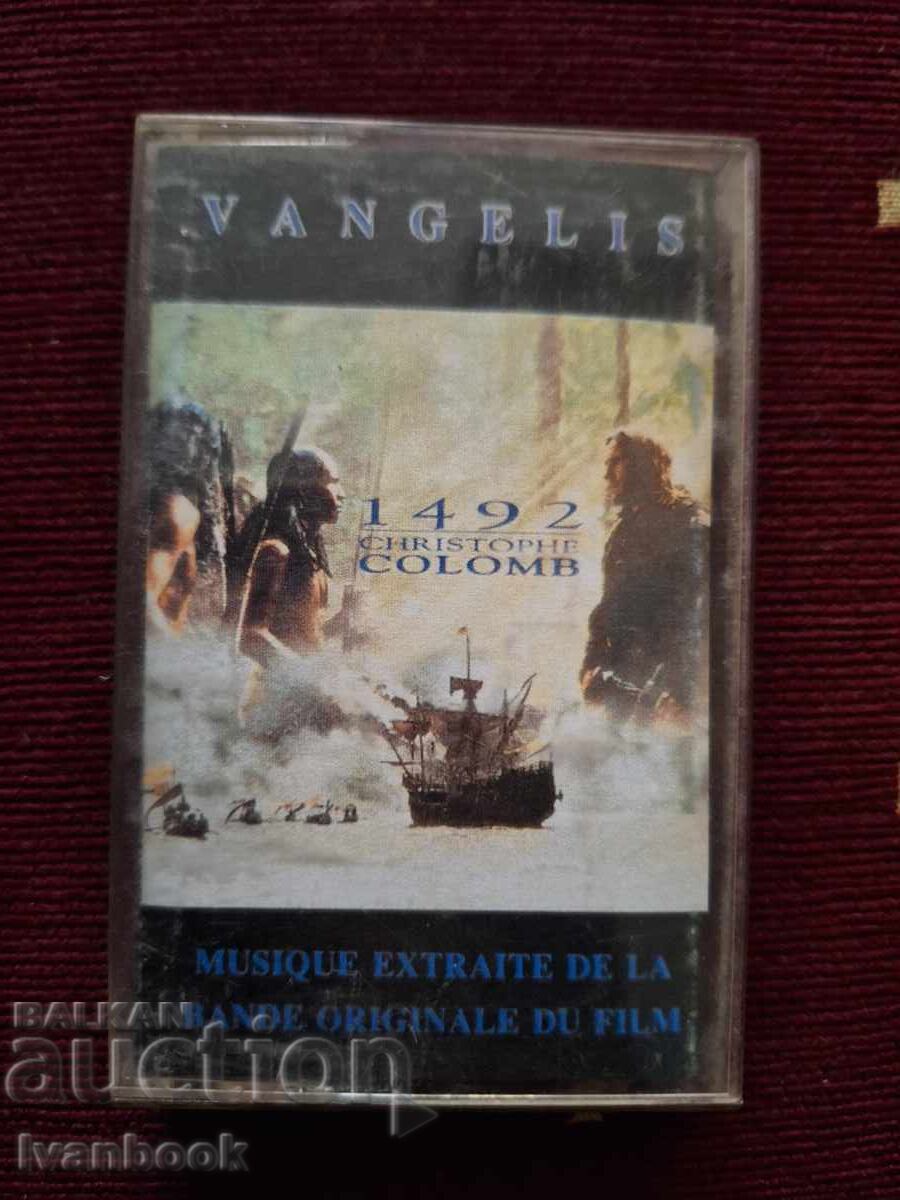 VANGELIS
1492
CHRISTOPHE
COLOMB
MUSIQUE EXTRAITE DE LA
BANDE ORIGINALE DU FILM
BALKAN
auction
Ivanbook